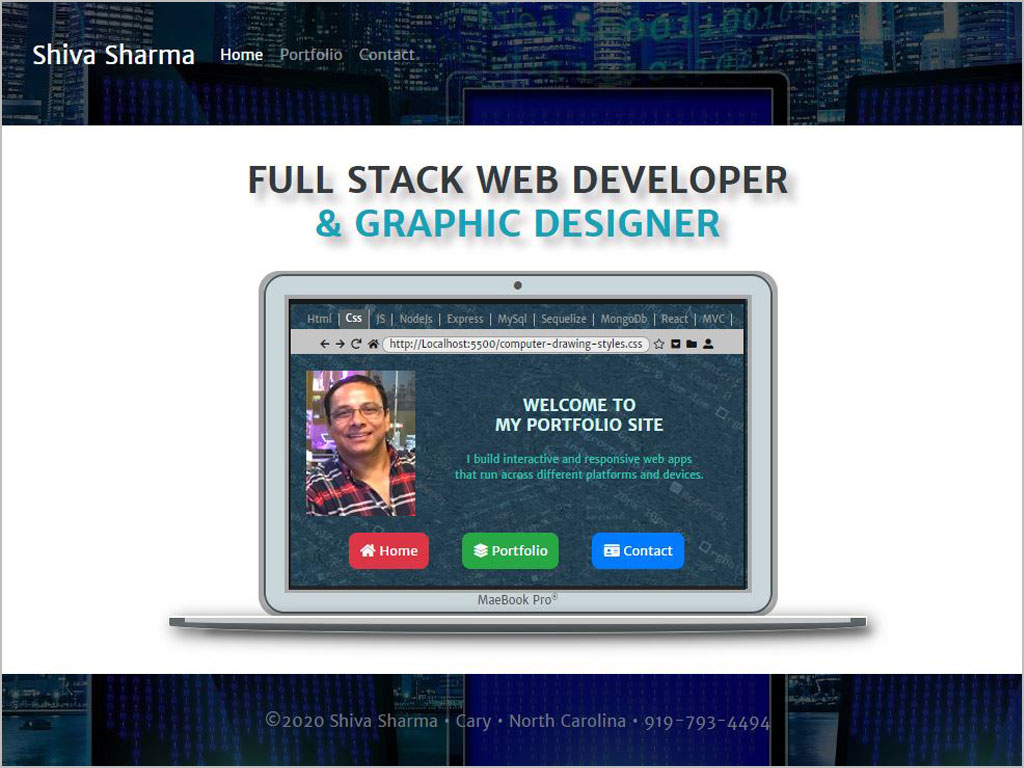 Shiva Sharma Home Portfolio Contact
FULL STACK WEB DEVELOPER
& GRAPHIC DESIGNER
Html | Css JS | NodeJs | Express | MySql | Sequelize | MongoDb | React | MVC |
http://Localhost:5500/computer-drawing-styles.css
WELCOME TO
MY PORTFOLIO SITE
I build interactive and responsive web apps
that run across different platforms and devices.
Home Portfolio Contact
MaeBook Pro®
©2020 Shiva Sharma • Cary • North Carolina • 919-793-4494